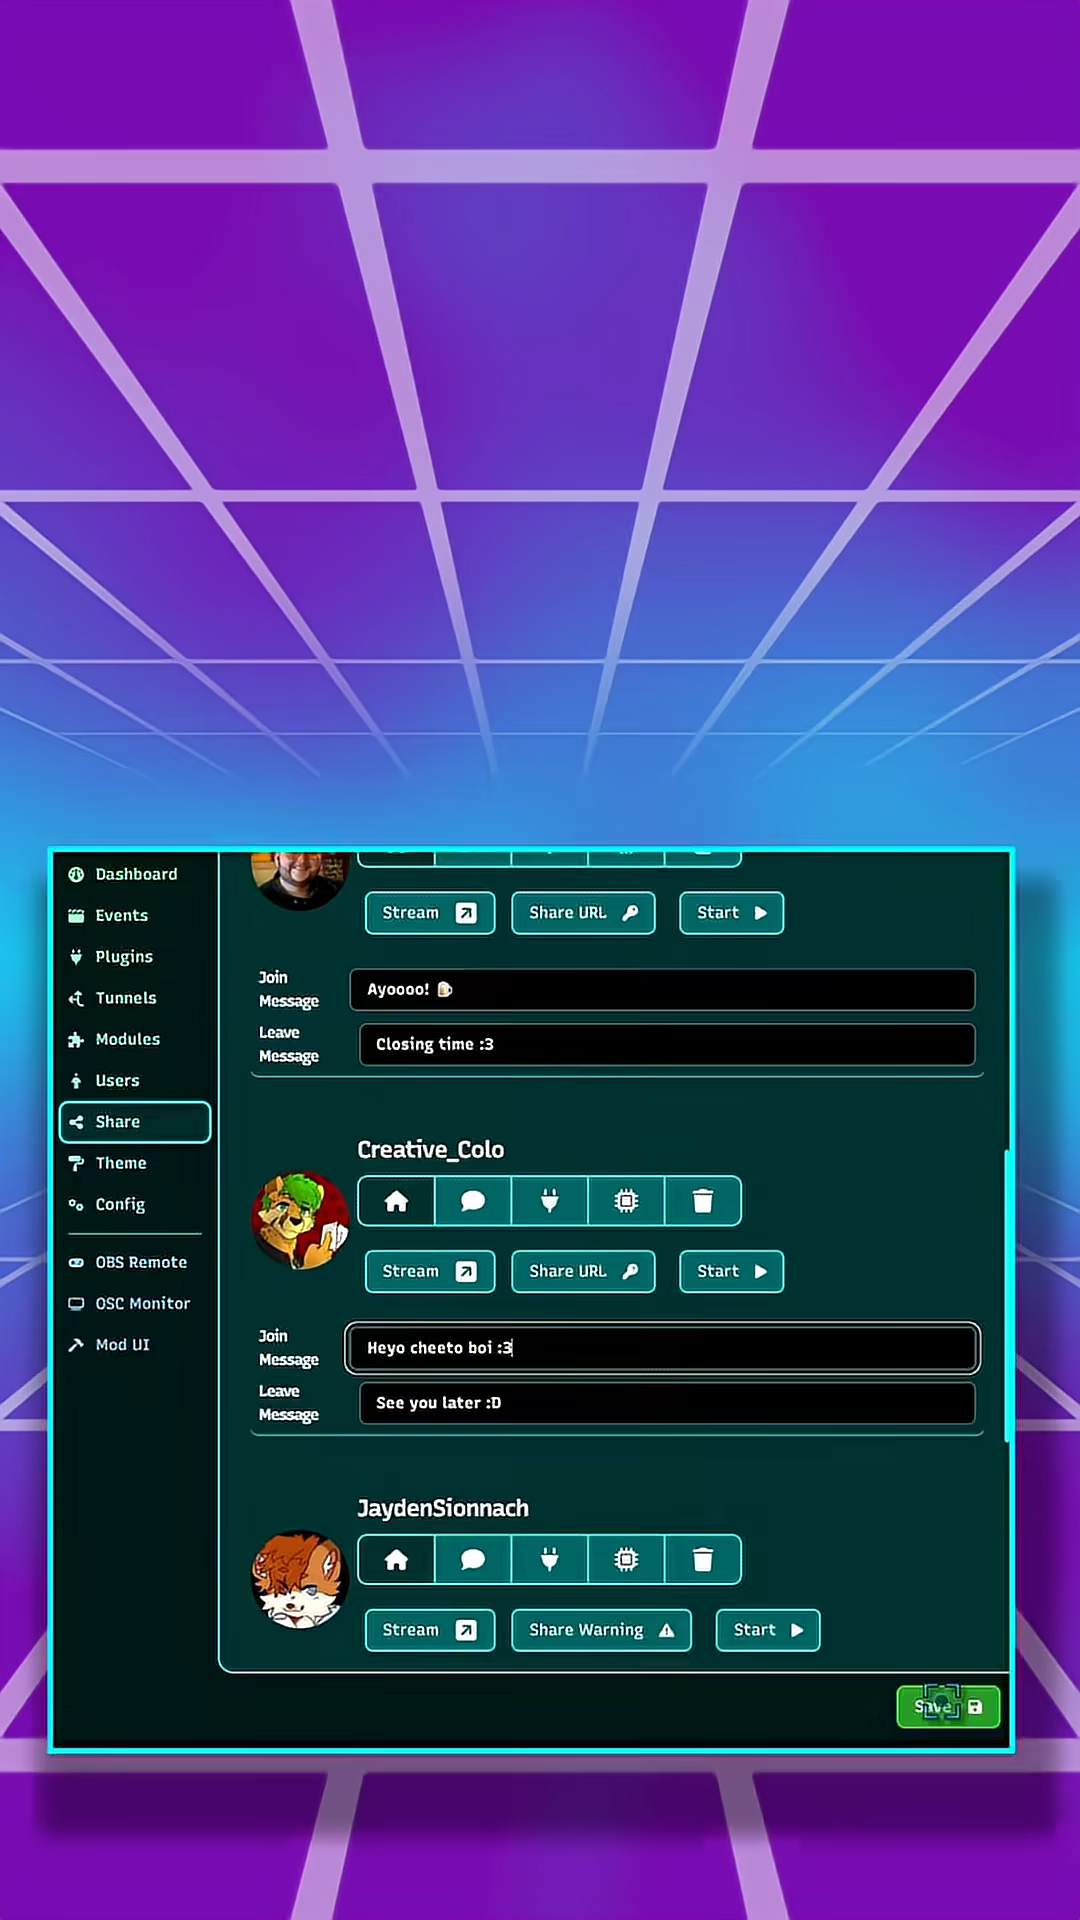 Dashboard
Events
Plugins
Tunnels
Modules
Users
Share
Theme
Config
OBS Remote
OSC Monitor
Mod UI
Stream
Share URL
Start
Join
Message
Ayoooo!
Leave
Message
Closing time :3
Creative_Colo
Stream
Share URL
Start
Join
Message
Heyo cheeto boi :3
Leave
Message
See you later :D
JaydenSionnach
Stream
Share Warning
Start
Save